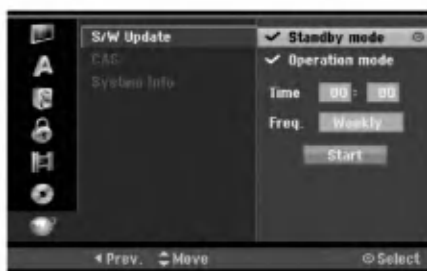 S/W Update
CAS
System Info
✔ Standby mode
✔ Operation mode
Time 00 : 00
Freq. Weekly
Start
A
◀ Prev. Move
Select